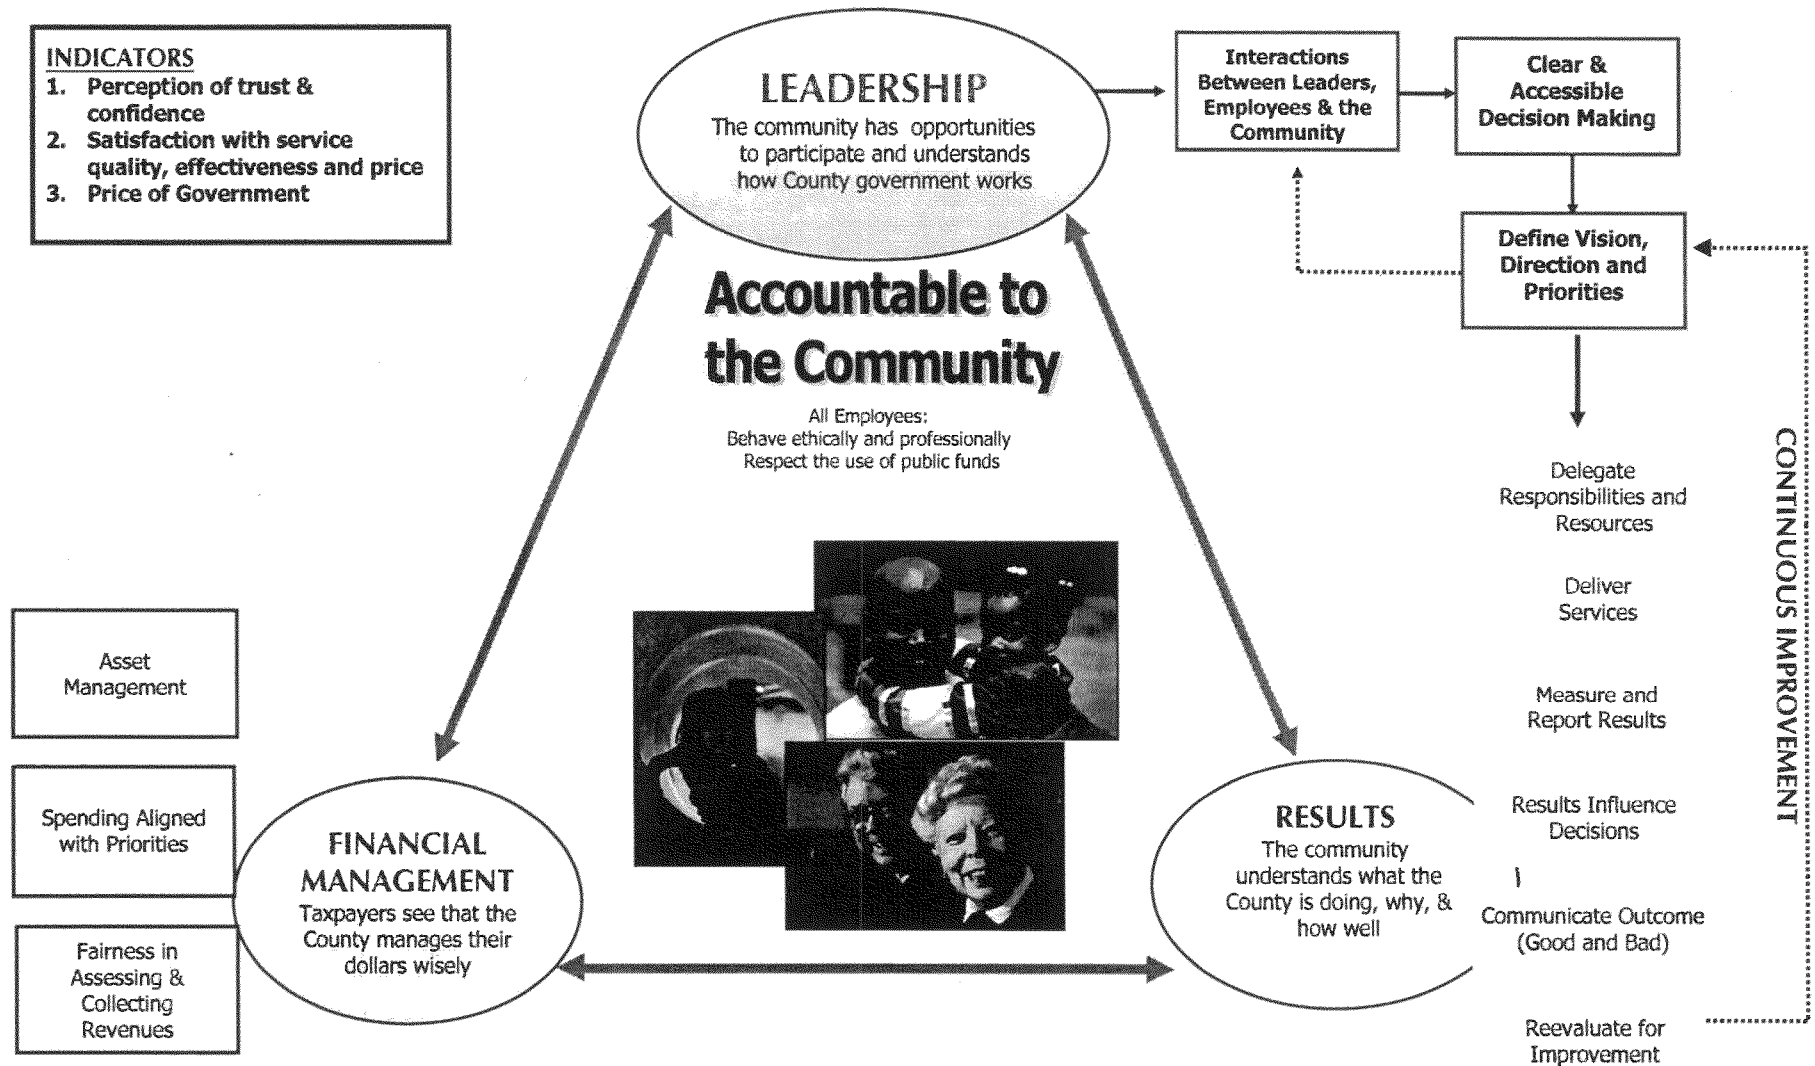 INDICATORS
1. Perception of trust &
confidence
2. Satisfaction with service
quality, effectiveness and price
3. Price of Government
LEADERSHIP
The community has opportunities
to participate and understands
how County government works
Interactions
Between Leaders,
Employees & the
Community
Clear &
Accessible
Decision Making
Define Vision,
Direction and
Priorities
Accountable to
the Community
All Employees:
Behave ethically and professionally
Respect the use of public funds
Delegate
Responsibilities and
Resources
Deliver
Services
Measure and
Report Results
Results Influence
Decisions
Communicate Outcome
(Good and Bad)
Reevaluate for
Improvement
CONTINUOUS IMPROVEMENT
Asset
Management
Spending Aligned
with Priorities
Fairness in
Assessing &
Collecting
Revenues
FINANCIAL
MANAGEMENT
Taxpayers see that the
County manages their
dollars wisely
RESULTS
The community
understands what the
County is doing, why, &
how well